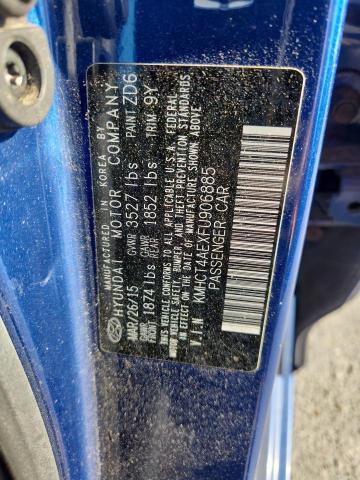 MANUFACTURED IN KOREA BY
HYUNDAI MOTOR COMPANY
MAR/26/15 GVWR 3527 lbs PAINT ZD6
GAWR FRONT 1874 lbs GAWR REAR 1852 lbs TRIM 9Y
THIS VEHICLE CONFORMS TO ALL APPLICABLE U.S.A. FEDERAL
MOTOR VEHICLE SAFETY, BUMPER, AND THEFT PREVENTION
STANDARDS IN EFFECT ON THE DATE OF MANUFACTURE
SHOWN ABOVE.
V.I.N KMHCT4AEXFU906885
PASSENGER CAR